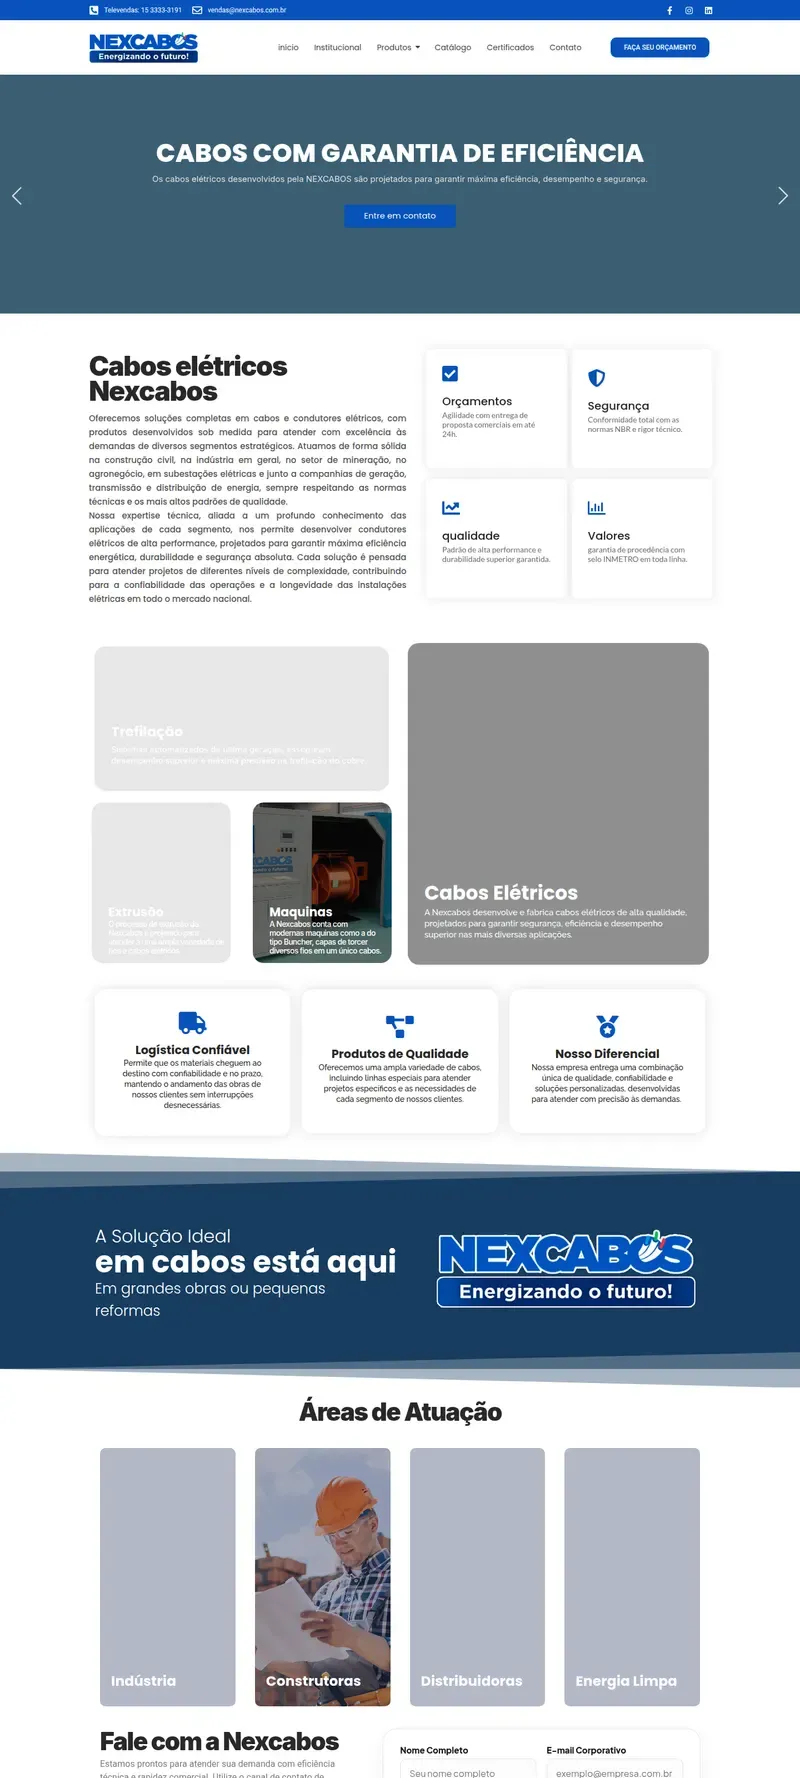 Televendas: 15 3333-3191
vendas@nexcabos.com.br
NEXCABOS
Energizando o futuro!
inicio
Institucional
Produtos
Catálogo
Certificados
Contato
FAÇA SEU ORÇAMENTO
CABOS COM GARANTIA DE EFICIÊNCIA
Os cabos elétricos desenvolvidos pela NEXCABOS são projetados para garantir máxima eficiência, desempenho e segurança.
Entre em contato
Cabos elétricos
Nexcabos
Oferecemos soluções completas em cabos e condutores elétricos, com
produtos desenvolvidos sob medida para atender com excelência às
demandas de diversos segmentos estratégicos. Atuamos de forma sólida
na construção civil, na indústria em geral, no setor de mineração, no
agronegócio, em subestações elétricas e junto a companhias de geração,
transmissão e distribuição de energia, sempre respeitando as normas
técnicas e os mais altos padrões de qualidade.
Nossa expertise técnica, aliada a um profundo conhecimento das
aplicações de cada segmento, nos permite desenvolver condutores
elétricos de alta performance, projetados para garantir máxima eficiência
energética, durabilidade e segurança absoluta. Cada solução é pensada
para atender projetos de diferentes níveis de complexidade, contribuindo
para a confiabilidade das operações e a longevidade das instalações
elétricas em todo o mercado nacional.
Orçamentos
Agilidade com entrega de
proposta comerciais em até
24h.
Segurança
Conformidade total com as
normas NBR e rigor técnico.
qualidade
Padrão de alta performance e
durabilidade superior garantida.
Valores
garantia de procedência com
selo INMETRO em toda linha.
Trefilação
Extrusão
Maquinas
A Nexcabos conta com
modernas maquinas como a do
tipo Buncher, capas de torcer
diversos fios em um único cabos.
Cabos Elétricos
A Nexcabos desenvolve e fabrica cabos elétricos de alta qualidade,
projetados para garantir segurança, eficiência e desempenho
superior nas mais diversas aplicações.
Logística Confiável
Permite que os materiais cheguem ao
destino com confiabilidade e no prazo,
mantendo o andamento das obras de
nossos clientes sem interrupções
desnecessárias.
Produtos de Qualidade
Oferecemos uma ampla variedade de cabos,
incluindo linhas especiais para atender
projetos específicos e as necessidades de
cada segmento de nossos clientes.
Nosso Diferencial
Nossa empresa entrega uma combinação
única de qualidade, confiabilidade e
soluções personalizadas, desenvolvidas
para atender com precisão às demandas.
A Solução Ideal
em cabos está aqui
Em grandes obras ou pequenas
reformas
NEXCABOS
Energizando o futuro!
Áreas de Atuação
Indústria
Construtoras
Distribuidoras
Energia Limpa
Fale com a Nexcabos
Estamos prontos para atender sua demanda com eficiência
técnica e rapidez comercial. Utilize o canal de contato de
Nome Completo
Seu nome completo
E-mail Corporativo
exemplo@empresa.com.br